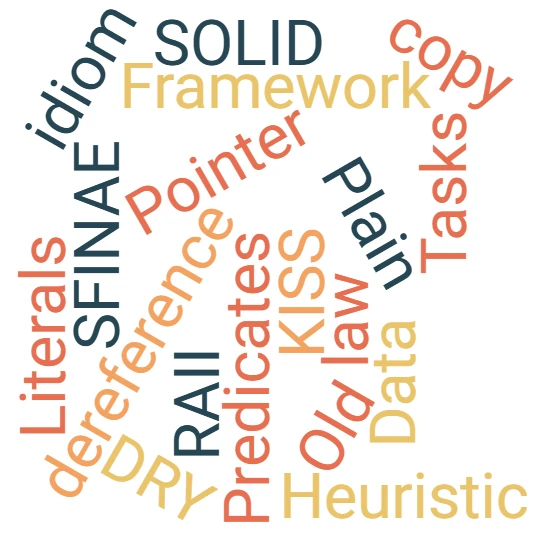 idiom
SOLID
copy
Framework
Pointer
Tasks
SFINAE
Plain
dereference
Literals
Predicates
KISS
law
RAII
Data
Old
DRY
Heuristic